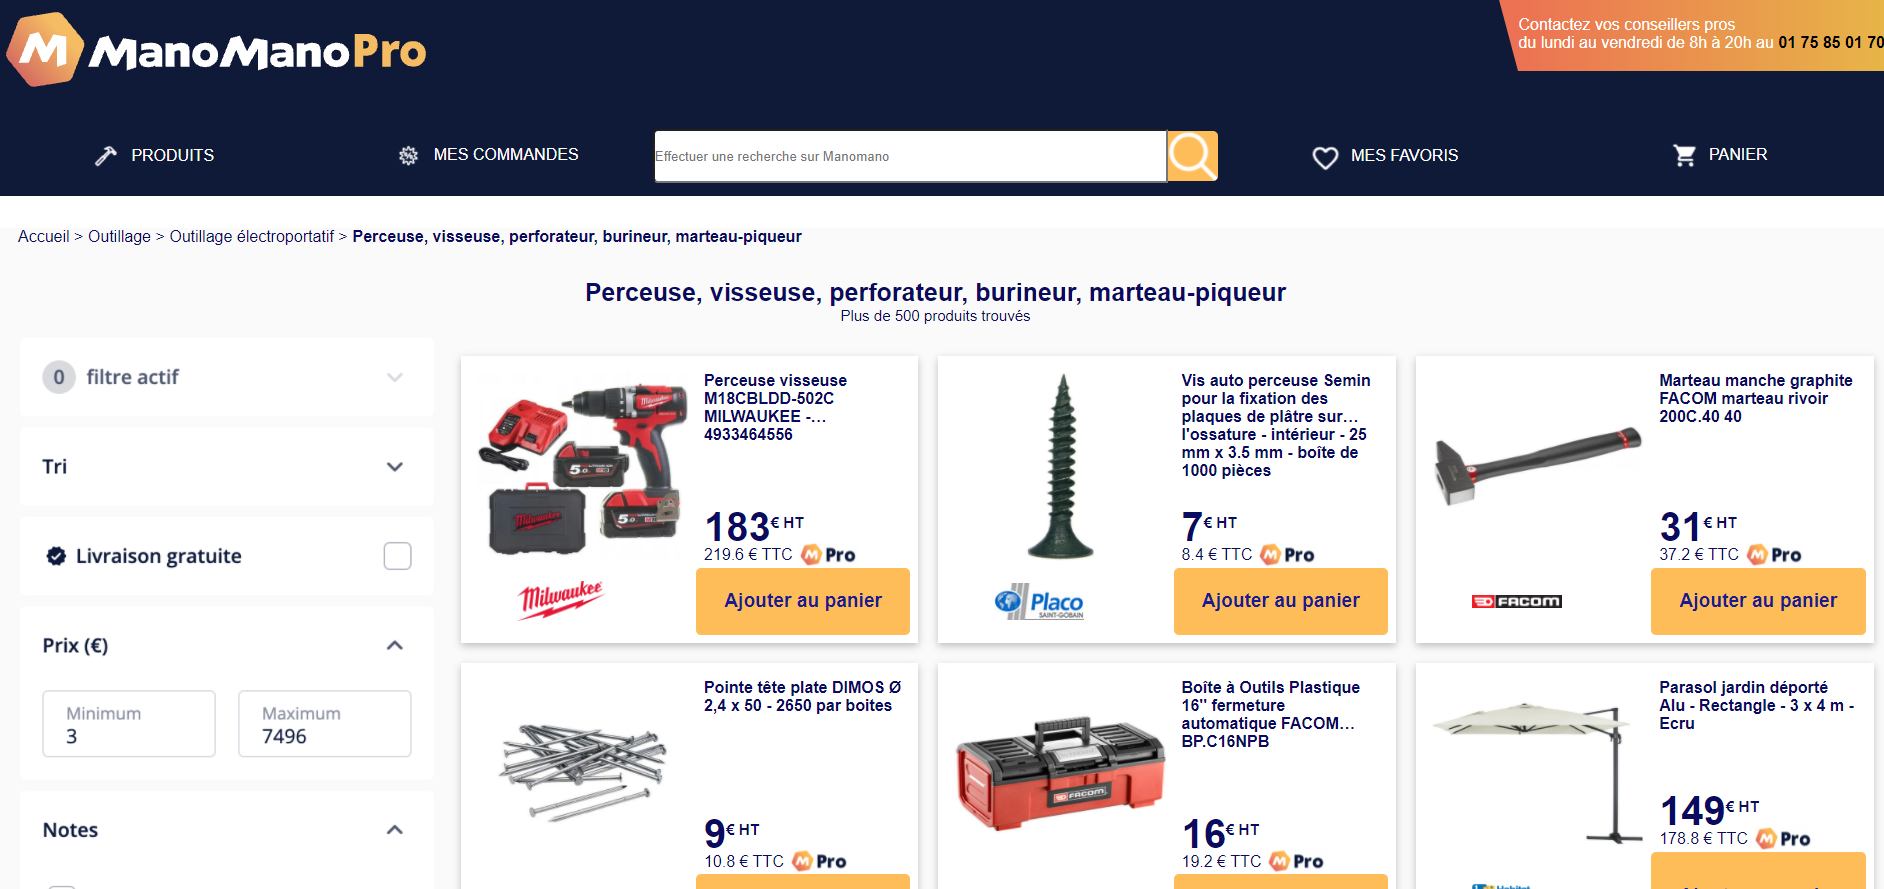 ManoManoPro
Contactez vos conseillers pros
du lundi au vendredi de 8h à 20h au 01 75 85 01 70
PRODUITS
MES COMMANDES
Effectuer une recherche sur Manomano
MES FAVORIS
PANIER
Accueil > Outillage > Outillage électroportatif > Perceuse, visseuse, perforateur, burineur, marteau-piqueur
Perceuse, visseuse, perforateur, burineur, marteau-piqueur
Plus de 500 produits trouvés
0 filtre actif
Tri
Livraison gratuite
Prix (€)
Minimum
3
Maximum
7496
Notes
Perceuse visseuse
M18CBLDD-502C
MILWAUKEE -...
4933464556
183€ HT
219.6 € TTC Pro
Milwaukee
Ajouter au panier
Vis auto perceuse Semin
pour la fixation des
plaques de plâtre sur...
l'ossature - intérieur - 25
mm x 3.5 mm - boîte de
1000 pièces
7€ HT
8.4 € TTC Pro
Placo
SAINT-GOBAIN
Ajouter au panier
Marteau manche graphite
FACOM marteau rivoir
200C.40 40
31€ HT
37.2 € TTC Pro
FACOM
Ajouter au panier
Pointe tête plate DIMOS Ø
2,4 x 50 - 2650 par boites
9€ HT
10.8 € TTC Pro
Boîte à Outils Plastique
16" fermeture
automatique FACOM...
BP.C16NPB
FACOM
16€ HT
19.2 € TTC Pro
Parasol jardin déporté
Alu - Rectangle - 3 x 4 m -
Ecru
149€ HT
178.8 € TTC Pro